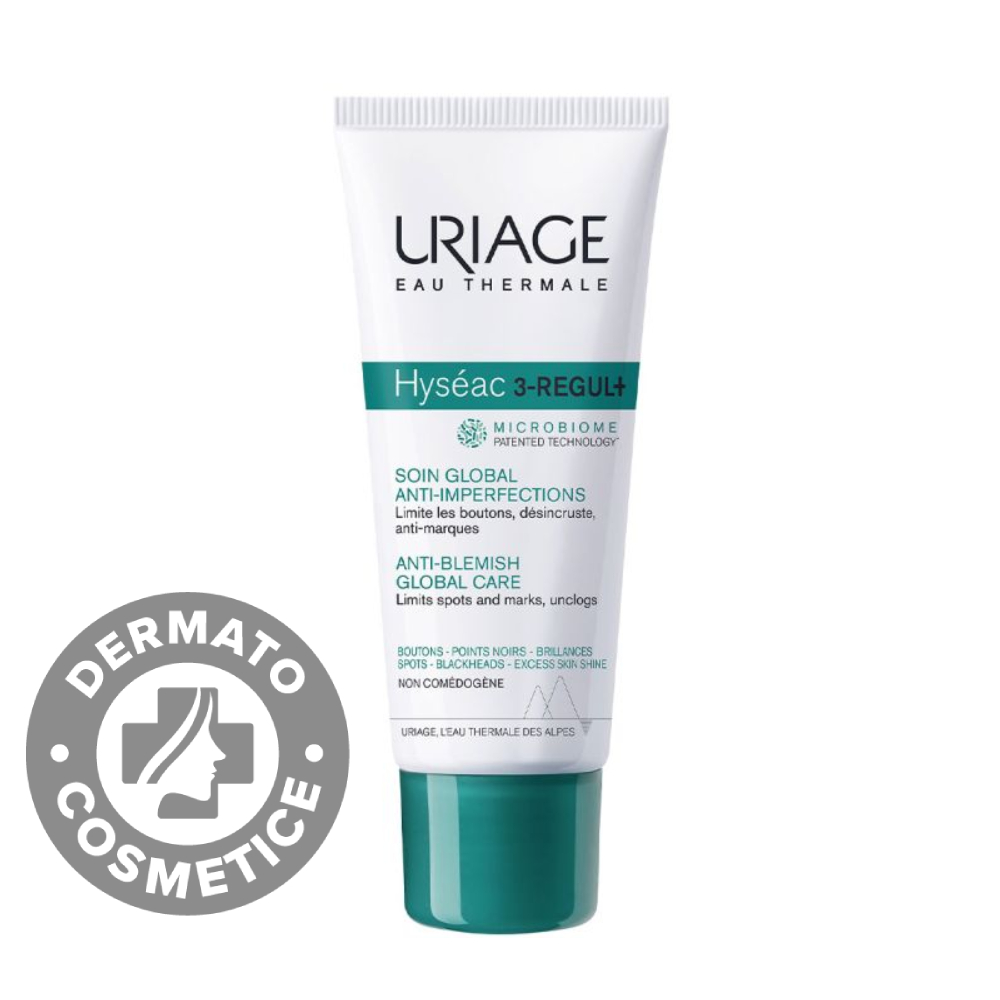 URIAGE
EAU THERMALE
Hyséac 3-REGUL+
MICROBIOME
PATENTED TECHNOLOGY™
SOIN GLOBAL
ANTI-IMPERFECTIONS
Limite les boutons, désincruste,
anti-marques
ANTI-BLEMISH
GLOBAL CARE
Limits spots and marks, unclogs
BOUTONS - POINTS NOIRS - BRILLANCES
SPOTS - BLACKHEADS - EXCESS SKIN SHINE
NON COMÉDOGÈNE
URIAGE, L'EAU THERMALE DES ALPES
DERMATO
COSMETICE